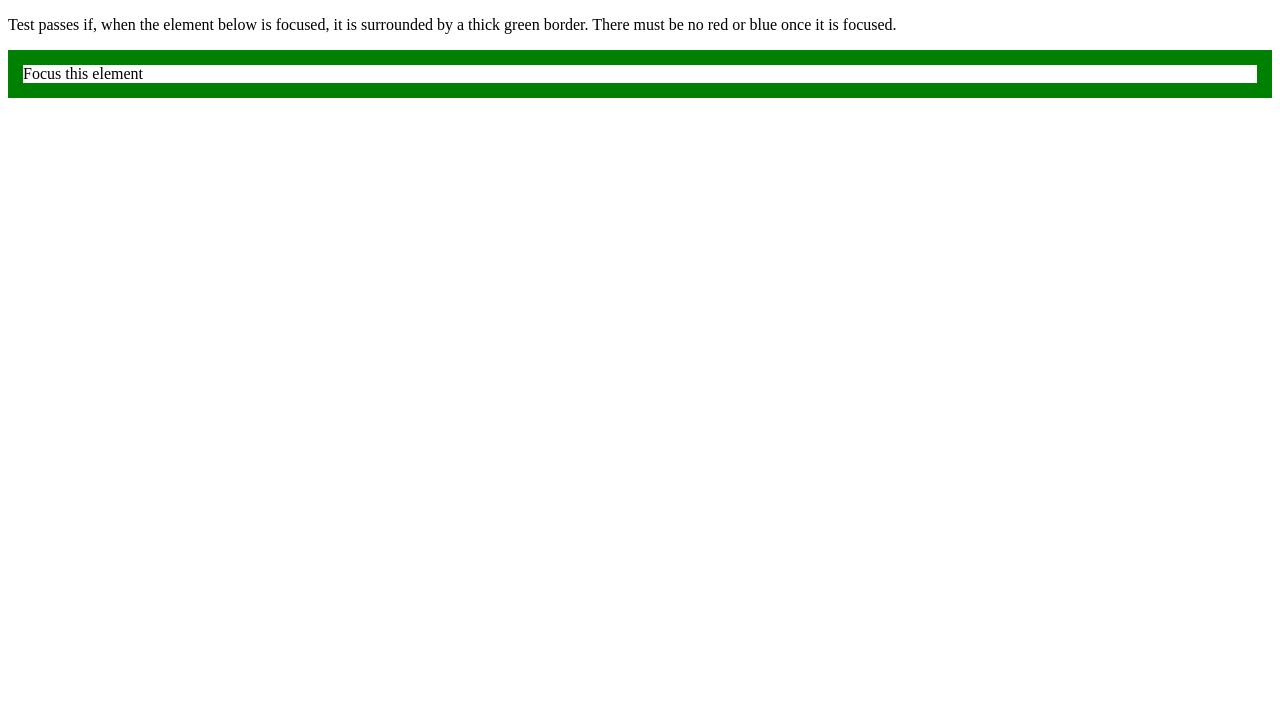 Test passes if, when the element below is focused, it is surrounded by a thick green border. There must be no red or blue once it is focused.
Focus this element